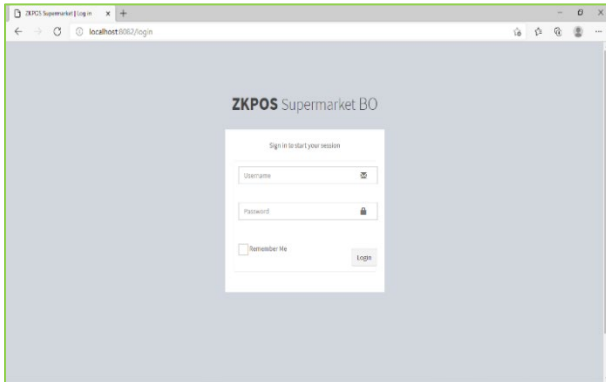 ZKPOS Supermarket | Log in
localhost:8082/login
ZKPOS Supermarket BO
Sign in to start your session
Username
Password
Remember Me
Login